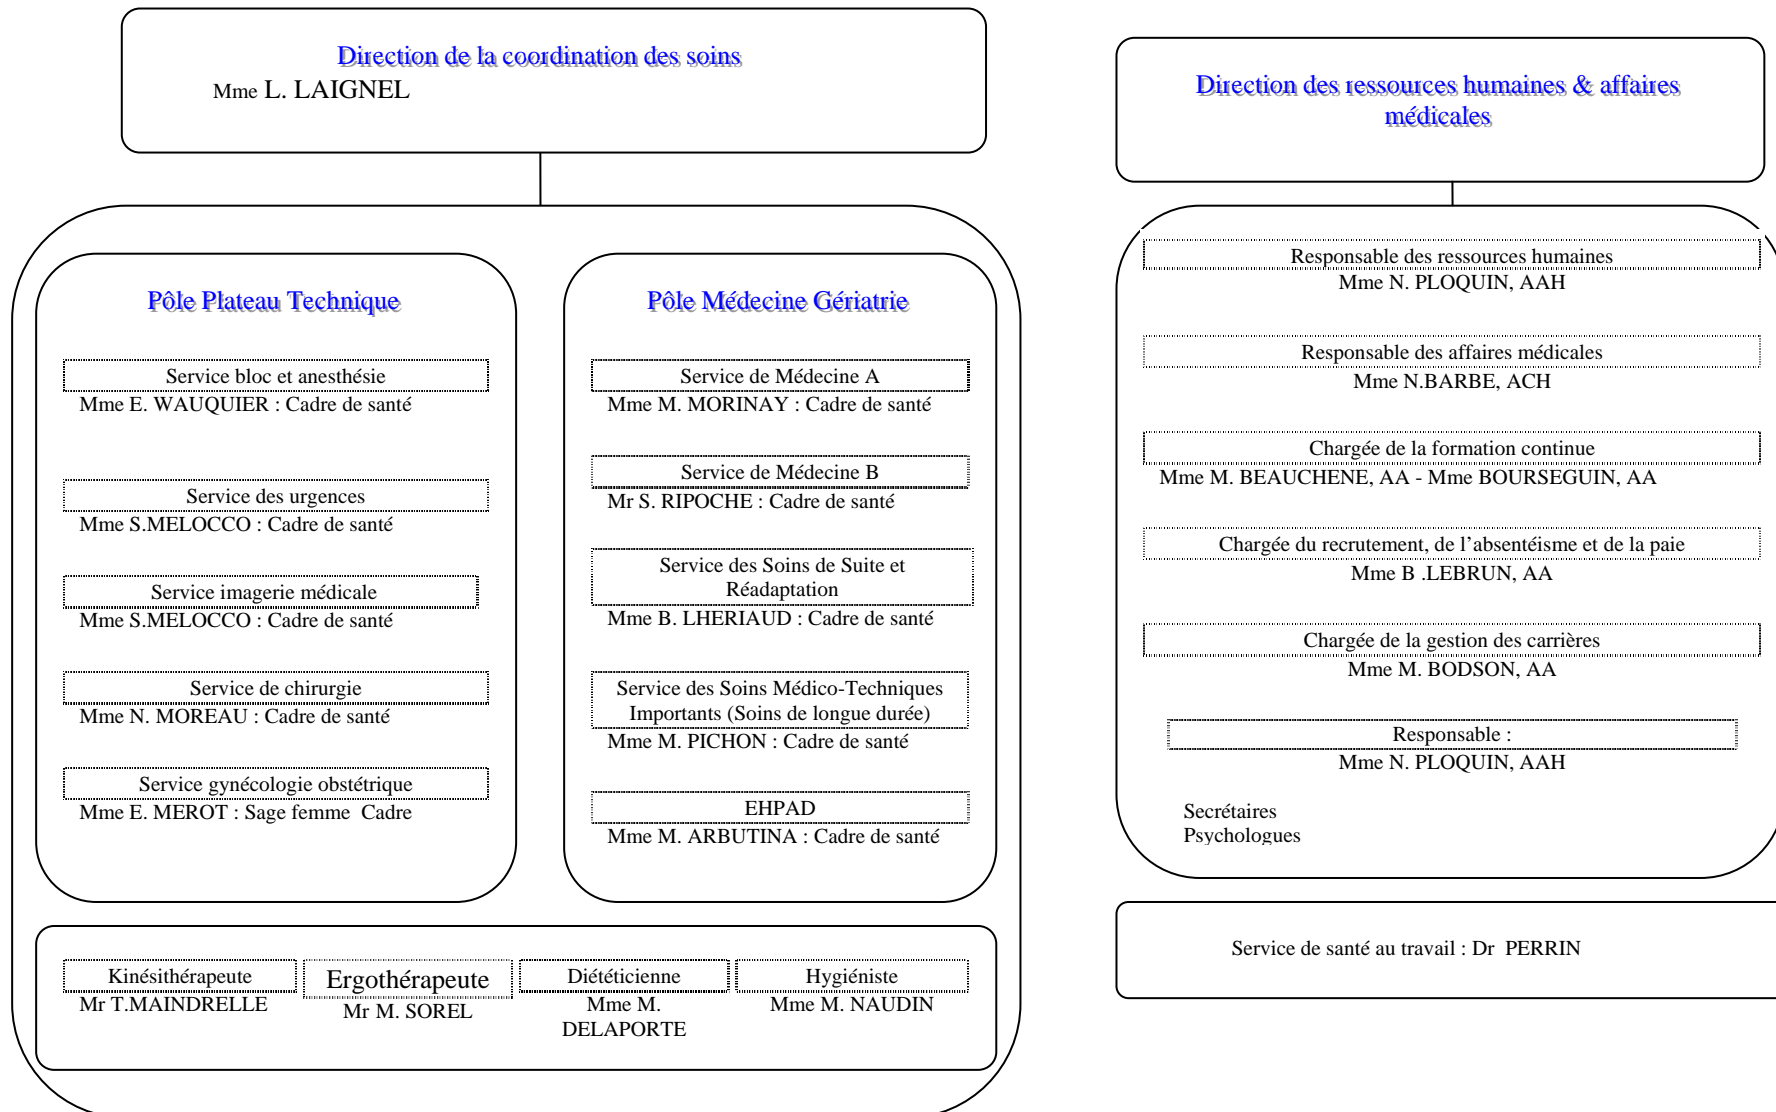 Direction de la coordination des soins
Mme L. LAIGNEL
Pôle Plateau Technique
Service bloc et anesthésie
Mme E. WAUQUIER : Cadre de santé
Service des urgences
Mme S.MELOCCO : Cadre de santé
Service imagerie médicale
Mme S.MELOCCO : Cadre de santé
Service de chirurgie
Mme N. MOREAU : Cadre de santé
Service gynécologie obstétrique
Mme E. MEROT : Sage femme  Cadre
Pôle Médecine Gériatrie
Service de Médecine A
Mme M. MORINAY : Cadre de santé
Service de Médecine B
Mr S. RIPOCHE : Cadre de santé
Service des Soins de Suite et
Réadaptation
Mme B. LHERIAUD : Cadre de santé
Service des Soins Médico-Techniques
Importants (Soins de longue durée)
Mme M. PICHON : Cadre de santé
EHPAD
Mme M. ARBUTINA : Cadre de santé
Kinésithérapeute
Mr T.MAINDRELLE
Ergothérapeute
Mr M. SOREL
Diététicienne
Mme M.
DELAPORTE
Hygiéniste
Mme M. NAUDIN
Direction des ressources humaines & affaires
médicales
Responsable des ressources humaines
Mme N. PLOQUIN, AAH
Responsable des affaires médicales
Mme N.BARBE, ACH
Chargée de la formation continue
Mme M. BEAUCHENE, AA - Mme BOURSEGUIN, AA
Chargée du recrutement, de l’absentéisme et de la paie
Mme B .LEBRUN, AA
Chargée de la gestion des carrières
Mme M. BODSON, AA
Responsable :
Mme N. PLOQUIN, AAH
Secrétaires
Psychologues
Service de santé au travail : Dr  PERRIN